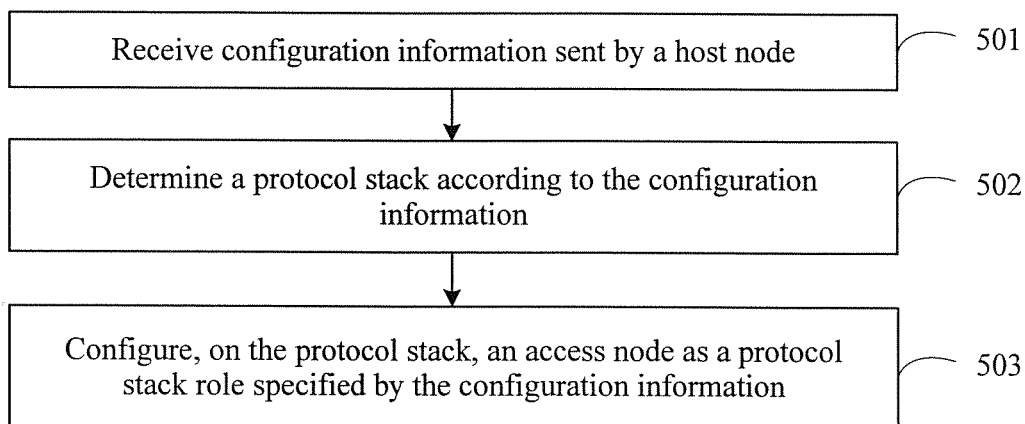 Receive configuration information sent by a host node
501
Determine a protocol stack according to the configuration
information
502
Configure, on the protocol stack, an access node as a protocol
stack role specified by the configuration information
503